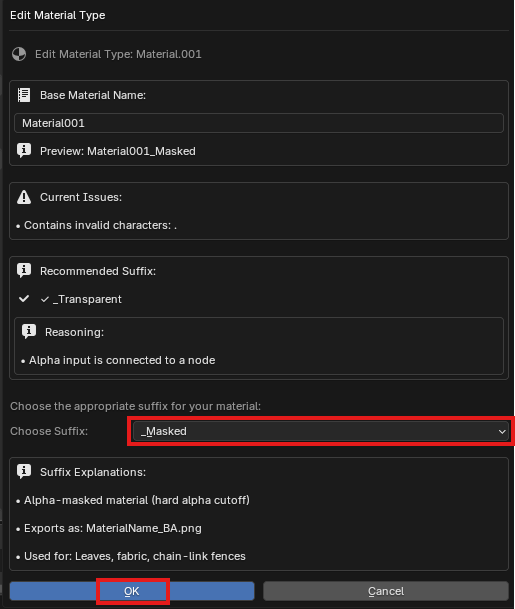 Edit Material Type
Edit Material Type: Material.001
Base Material Name:
Material001
Preview: Material001_Masked
Current Issues:
• Contains invalid characters: .
Recommended Suffix:
✓ _Transparent
Reasoning:
• Alpha input is connected to a node
Choose the appropriate suffix for your material:
Choose Suffix: _Masked
Suffix Explanations:
• Alpha-masked material (hard alpha cutoff)
• Exports as: MaterialName_BA.png
• Used for: Leaves, fabric, chain-link fences
OK Cancel